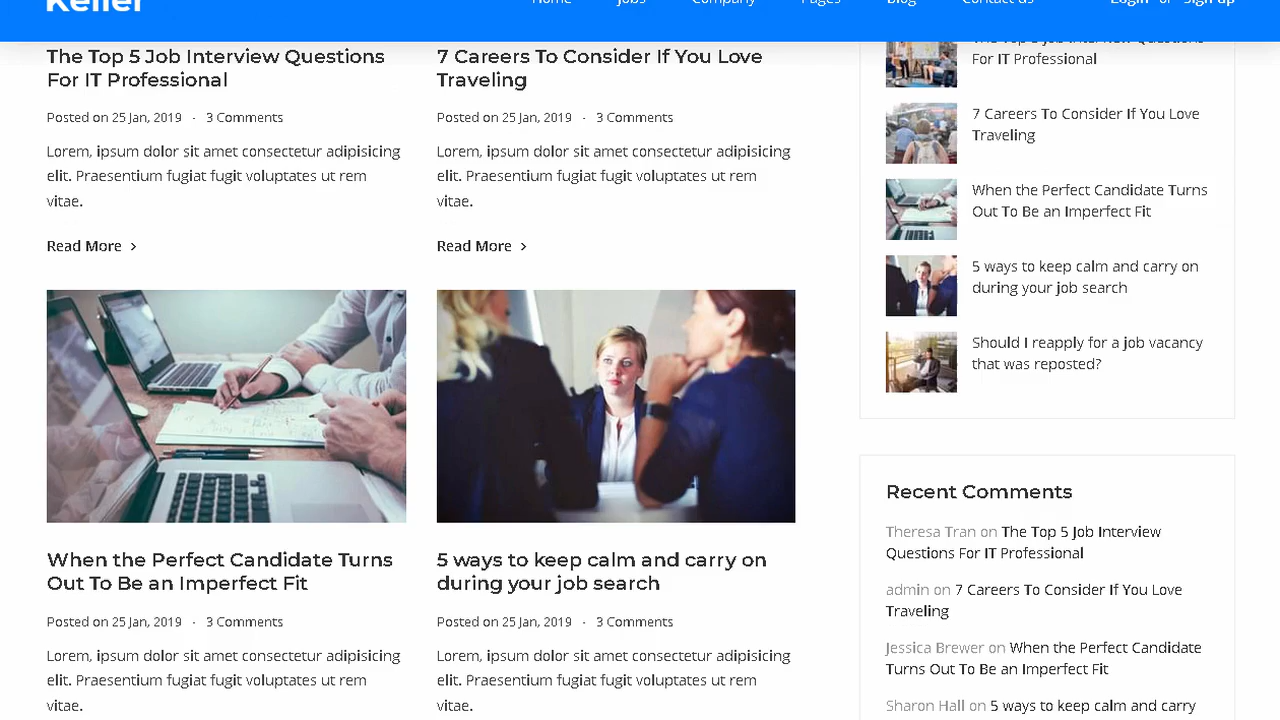 Keller
Home Jobs Company Pages Blog Contact us Login or Sign up
The Top 5 Job Interview Questions
For IT Professional
Posted on 25 Jan, 2019 · 3 Comments
Lorem, ipsum dolor sit amet consectetur adipisicing
elit. Praesentium fugiat fugit voluptates ut rem
vitae.
Read More >
7 Careers To Consider If You Love
Traveling
Posted on 25 Jan, 2019 · 3 Comments
Lorem, ipsum dolor sit amet consectetur adipisicing
elit. Praesentium fugiat fugit voluptates ut rem
vitae.
Read More >
When the Perfect Candidate Turns
Out To Be an Imperfect Fit
Posted on 25 Jan, 2019 · 3 Comments
Lorem, ipsum dolor sit amet consectetur adipisicing
elit. Praesentium fugiat fugit voluptates ut rem
vitae.
5 ways to keep calm and carry on
during your job search
Posted on 25 Jan, 2019 · 3 Comments
Lorem, ipsum dolor sit amet consectetur adipisicing
elit. Praesentium fugiat fugit voluptates ut rem
vitae.
The Top 5 Job Interview Questions
For IT Professional
7 Careers To Consider If You Love
Traveling
When the Perfect Candidate Turns
Out To Be an Imperfect Fit
5 ways to keep calm and carry on
during your job search
Should I reapply for a job vacancy
that was reposted?
Recent Comments
Theresa Tran on The Top 5 Job Interview
Questions For IT Professional
admin on 7 Careers To Consider If You Love
Traveling
Jessica Brewer on When the Perfect Candidate
Turns Out To Be an Imperfect Fit
Sharon Hall on 5 ways to keep calm and carry